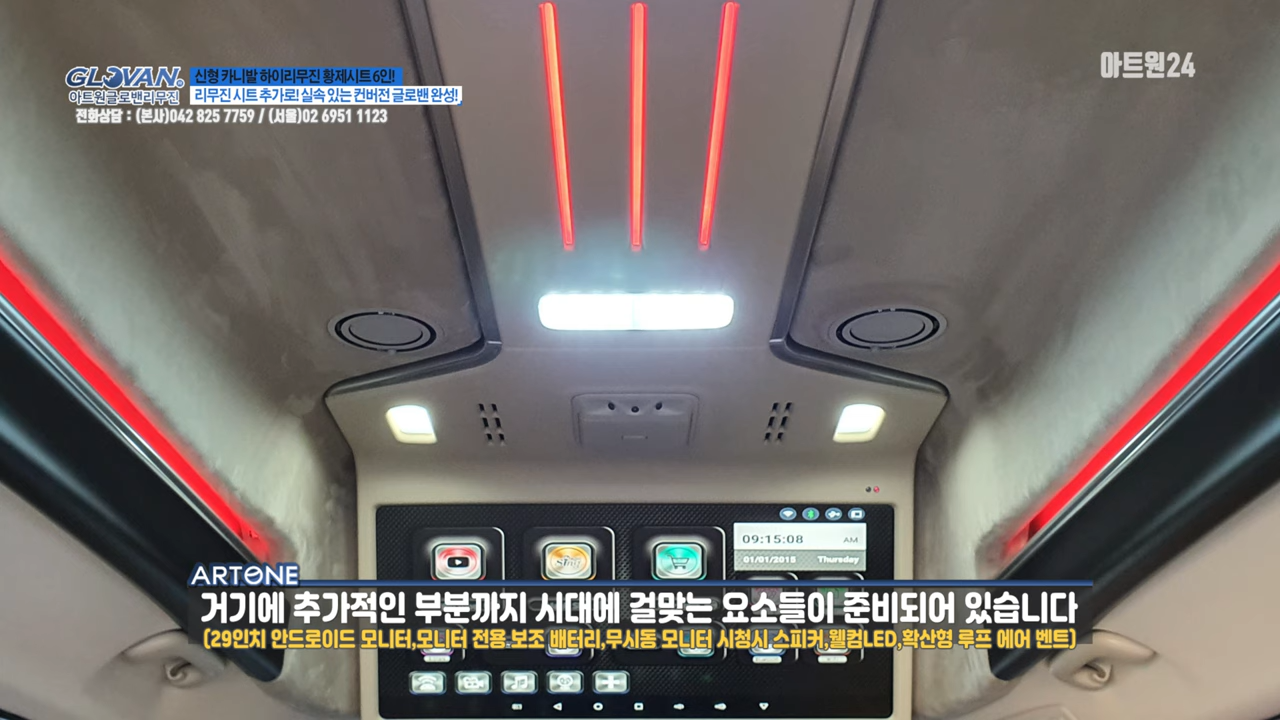 GLOVAN
아트원글로밴리무진
신형 카니발 하이리무진 황제시트 6인!
리무진 시트 추가로! 실속 있는 컨버전 글로밴 완성!
전화상담 : (본사)042 825 7759 / (서울)02 6951 1123
아트원24
09:15:08 AM
01/01/2015 Thursday
ARTONE
거기에 추가적인 부분까지 시대에 걸맞는 요소들이 준비되어 있습니다
(29인치 안드로이드 모니터,모니터 전용 보조 배터리,무시동 모니터 시청시 스피커,웰컴LED,확산형 루프 에어 벤트)